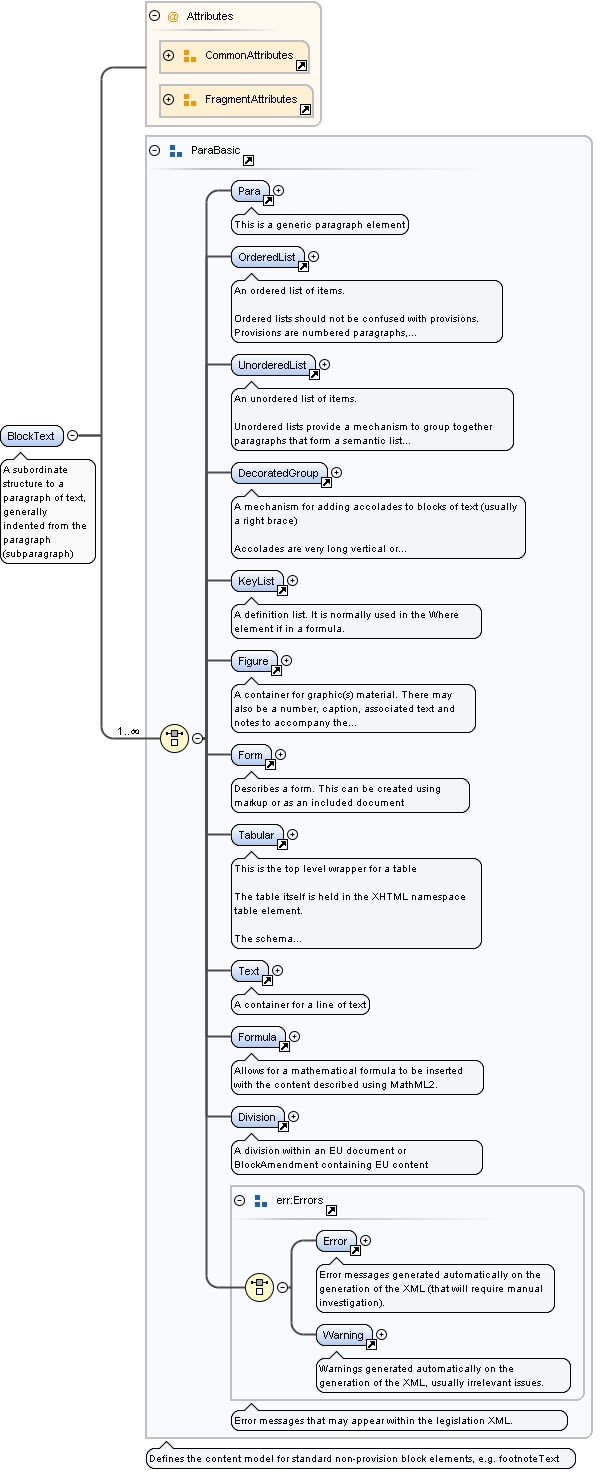 Attributes
CommonAttributes
FragmentAttributes
ParaBasic
Para
This is a generic paragraph element
OrderedList
An ordered list of items.
Ordered lists should not be confused with provisions.
Provisions are numbered paragraphs,...
UnorderedList
An unordered list of items.
Unordered lists provide a mechanism to group together
paragraphs that form a semantic list...
BlockText
A subordinate
structure to a
paragraph of text,
generally
indented from the
paragraph
(subparagraph)
DecoratedGroup
A mechanism for adding accolades to blocks of text (usually
a right brace)
Accolades are very long vertical or...
KeyList
A definition list. It is normally used in the Where
element if in a formula.
Figure
A container for graphic(s) material. There may
also be a number, caption, associated text and
notes to accompany the...
1..∞
Form
Describes a form. This can be created using
markup or as an included document
Tabular
This is the top level wrapper for a table
The table itself is held in the XHTML namespace
table element.
The schema...
Text
A container for a line of text
Formula
Allows for a mathematical formula to be inserted
with the content described using MathML2.
Division
A division within an EU document or
BlockAmendment containing EU content
err:Errors
Error
Error messages generated automatically on the
generation of the XML (that will require manual
investigation).
Warning
Warnings generated automatically on the
generation of the XML, usually irrelevant issues.
Error messages that may appear within the legislation XML.
Defines the content model for standard non-provision block elements, e.g. footnoteText